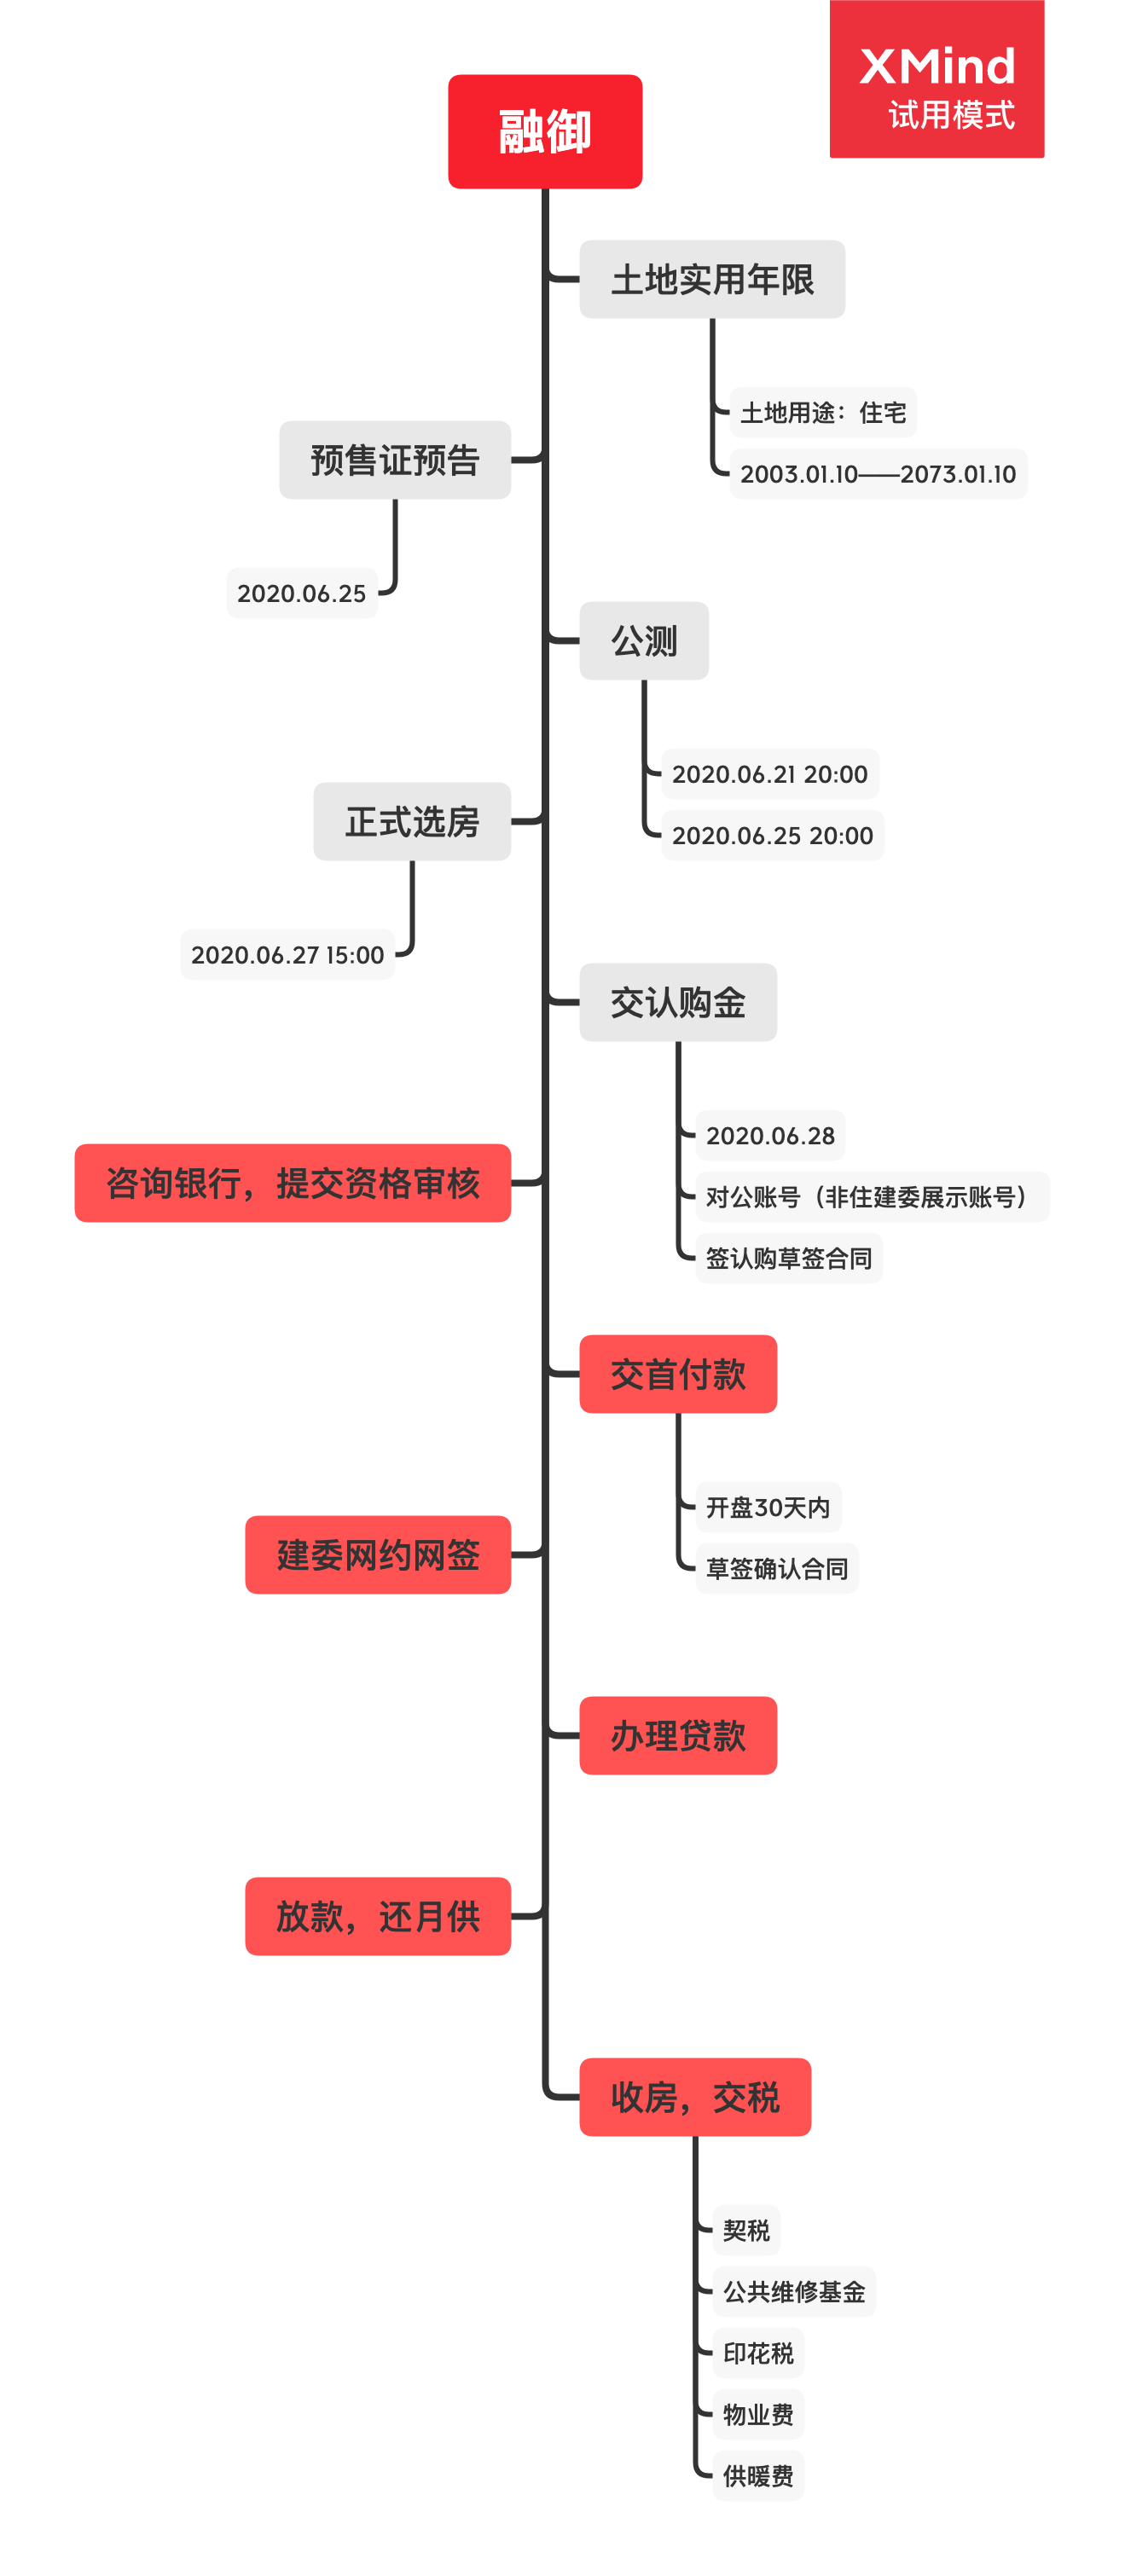 XMind
试用模式
融御
土地实用年限
土地用途：住宅
2003.01.10——2073.01.10
预售证预告
2020.06.25
公测
2020.06.21 20:00
2020.06.25 20:00
正式选房
2020.06.27 15:00
交认购金
2020.06.28
对公账号（非住建委展示账号）
签认购草签合同
咨询银行，提交资格审核
交首付款
开盘30天内
草签确认合同
建委网约网签
办理贷款
放款，还月供
收房，交税
契税
公共维修基金
印花税
物业费
供暖费